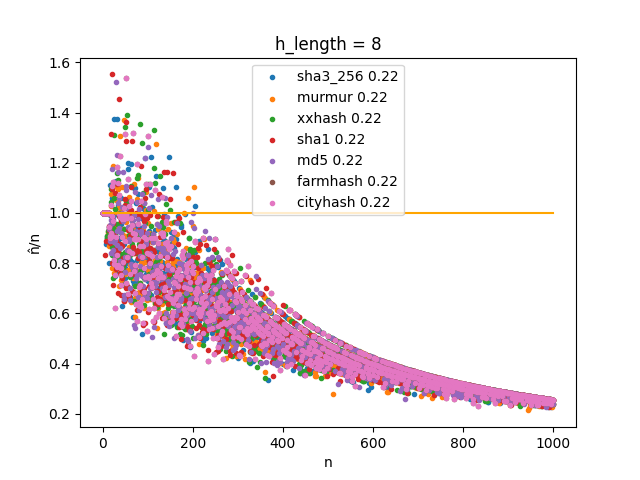 h_length = 8
sha3_256 0.22
murmur 0.22
xxhash 0.22
sha1 0.22
md5 0.22
farmhash 0.22
cityhash 0.22
1.6
1.4
1.2
1.0
0.8
0.6
0.4
0.2
n̂/n
0 200 400 600 800 1000
n